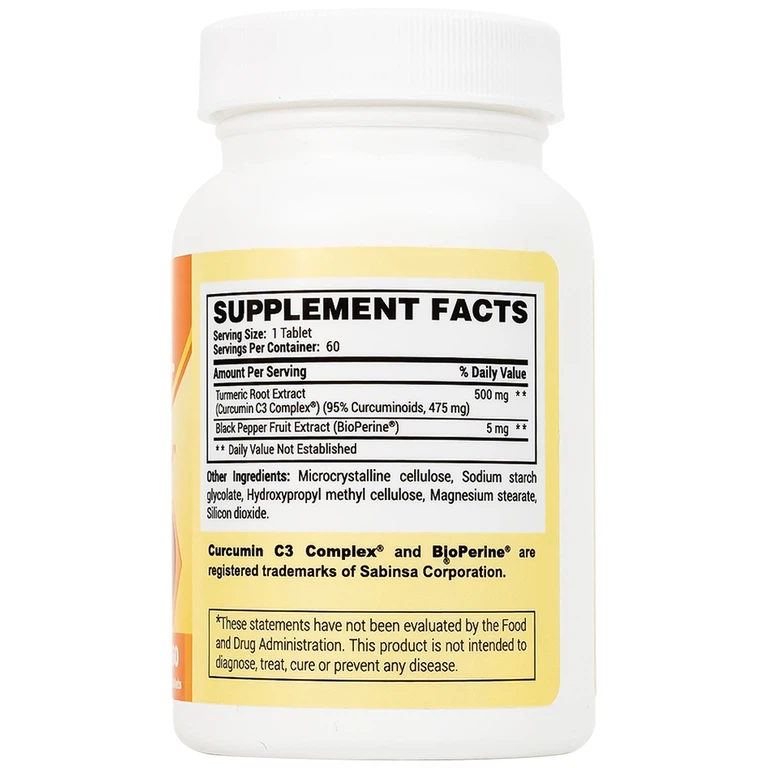 SUPPLEMENT FACTS
Serving Size: 1 Tablet
Servings Per Container: 60
Amount Per Serving % Daily Value
Turmeric Root Extract 500 mg **
(Curcumin C3 Complex®) (95% Curcuminoids, 475 mg)
Black Pepper Fruit Extract (BioPerine®) 5 mg **
** Daily Value Not Established
Other Ingredients: Microcrystalline cellulose, Sodium starch
glycolate, Hydroxypropyl methyl cellulose, Magnesium stearate,
Silicon dioxide.
Curcumin C3 Complex® and BioPerine® are
®
registered trademarks of Sabinsa Corporation.
*These statements have not been evaluated by the Food
and Drug Administration. This product is not intended to
diagnose, treat, cure or prevent any disease.